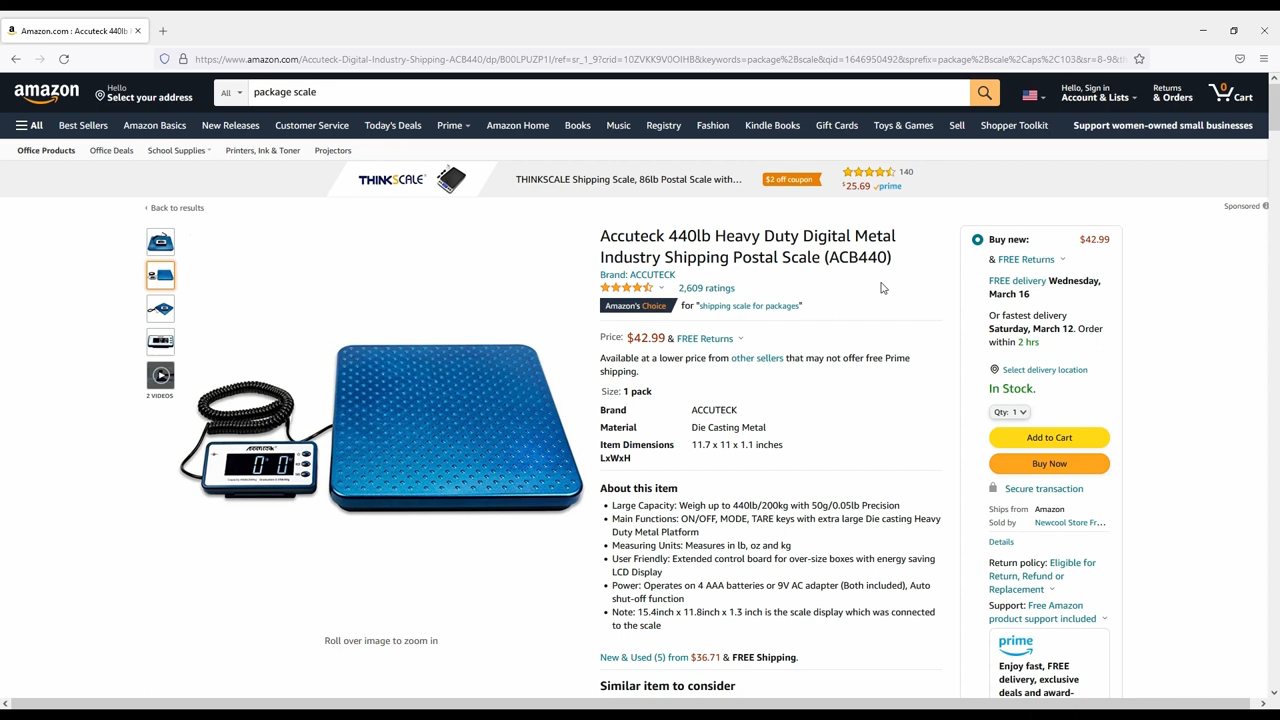 Amazon.com : Accuteck 440lb
https://www.amazon.com/Accuteck-Digital-Industry-Shipping-ACB440/dp/B00LPUZP1I/
amazon
Hello
Select your address
All
package scale
Hello, Sign in
Account & Lists
Returns
& Orders
0
Cart
All
Best Sellers
Amazon Basics
New Releases
Customer Service
Today's Deals
Prime
Amazon Home
Books
Music
Registry
Fashion
Kindle Books
Gift Cards
Toys & Games
Sell
Shopper Toolkit
Support women-owned small businesses
Office Products
Office Deals
School Supplies
Printers, Ink & Toner
Projectors
THINKSCALE
THINKSCALE Shipping Scale, 86lb Postal Scale with...
$2 off coupon
140
$25.69 prime
‹ Back to results
Sponsored
Accuteck 440lb Heavy Duty Digital Metal
Industry Shipping Postal Scale (ACB440)
Brand: ACCUTECK
2,609 ratings
Amazon's Choice for "shipping scale for packages"
Price: $42.99 & FREE Returns
Available at a lower price from other sellers that may not offer free Prime
shipping.
Size: 1 pack
Brand ACCUTECK
Material Die Casting Metal
Item Dimensions 11.7 x 11 x 1.1 inches
LxWxH
About this item
• Large Capacity: Weigh up to 440lb/200kg with 50g/0.05lb Precision
• Main Functions: ON/OFF, MODE, TARE keys with extra large Die casting Heavy
Duty Metal Platform
• Measuring Units: Measures in lb, oz and kg
• User Friendly: Extended control board for over-size boxes with energy saving
LCD Display
• Power: Operates on 4 AAA batteries or 9V AC adapter (Both included), Auto
shut-off function
• Note: 15.4inch x 11.8inch x 1.3 inch is the scale display which was connected
to the scale
New & Used (5) from $36.71 & FREE Shipping.
Similar item to consider
2 VIDEOS
Accuteck
Roll over image to zoom in
Buy new: $42.99
& FREE Returns
FREE delivery Wednesday,
March 16
Or fastest delivery
Saturday, March 12. Order
within 2 hrs
Select delivery location
In Stock.
Qty: 1
Add to Cart
Buy Now
Secure transaction
Ships from Amazon
Sold by Newcool Store Fr...
Details
Return policy: Eligible for
Return, Refund or
Replacement
Support: Free Amazon
product support included
prime
Enjoy fast, FREE
delivery, exclusive
deals and award-